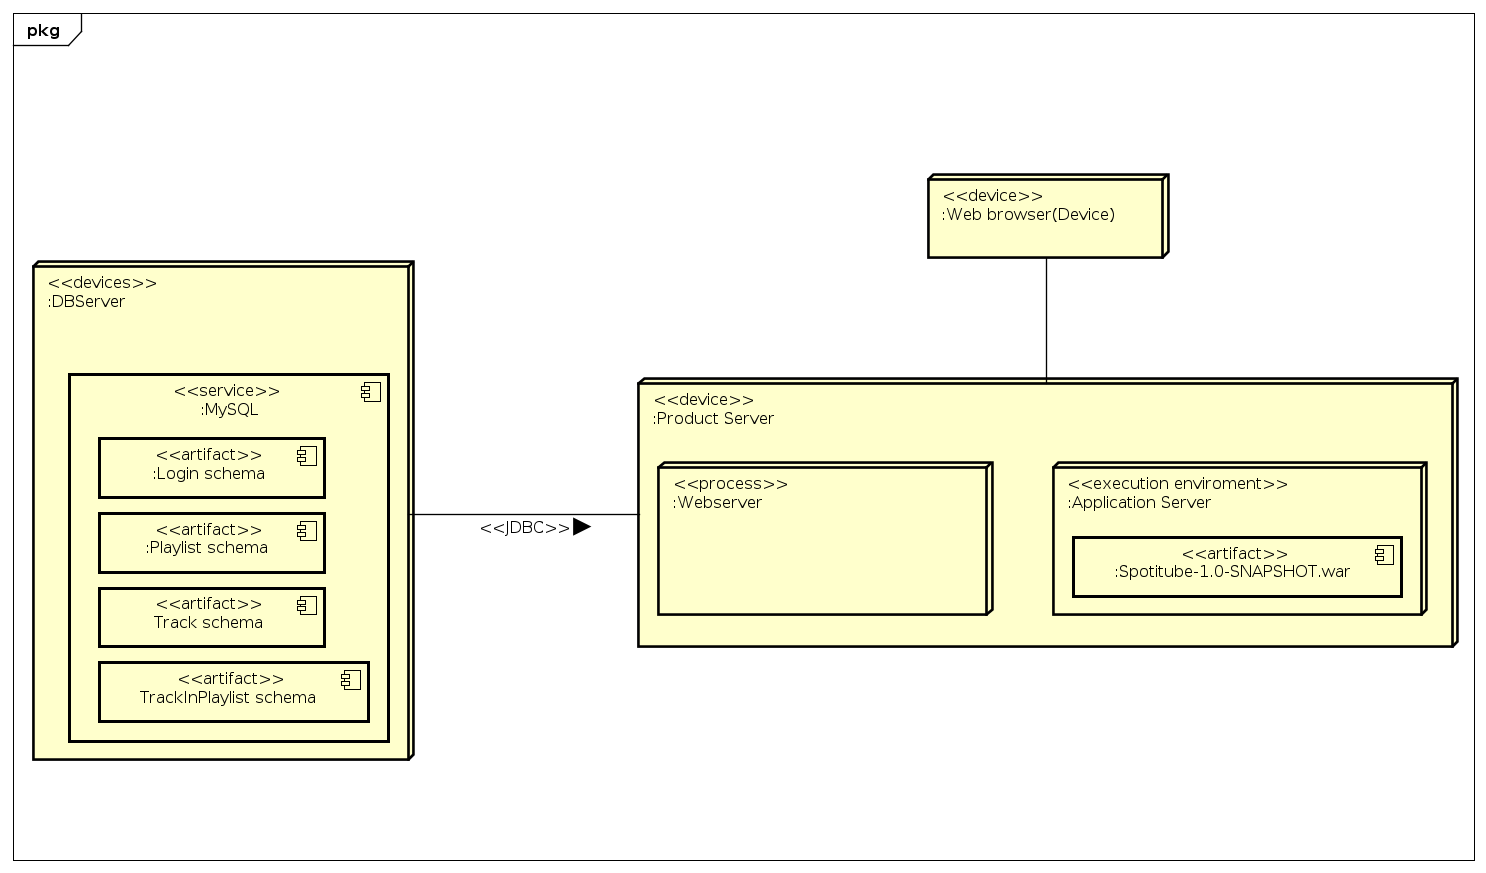 pkg
<<device>>
:Web browser(Device)
<<devices>>
:DBServer
<<service>>
:MySQL
<<artifact>>
:Login schema
<<artifact>>
:Playlist schema
<<artifact>>
Track schema
<<artifact>>
TrackInPlaylist schema
<<JDBC>>
<<device>>
:Product Server
<<process>>
:Webserver
<<execution enviroment>>
:Application Server
<<artifact>>
:Spotitube-1.0-SNAPSHOT.war